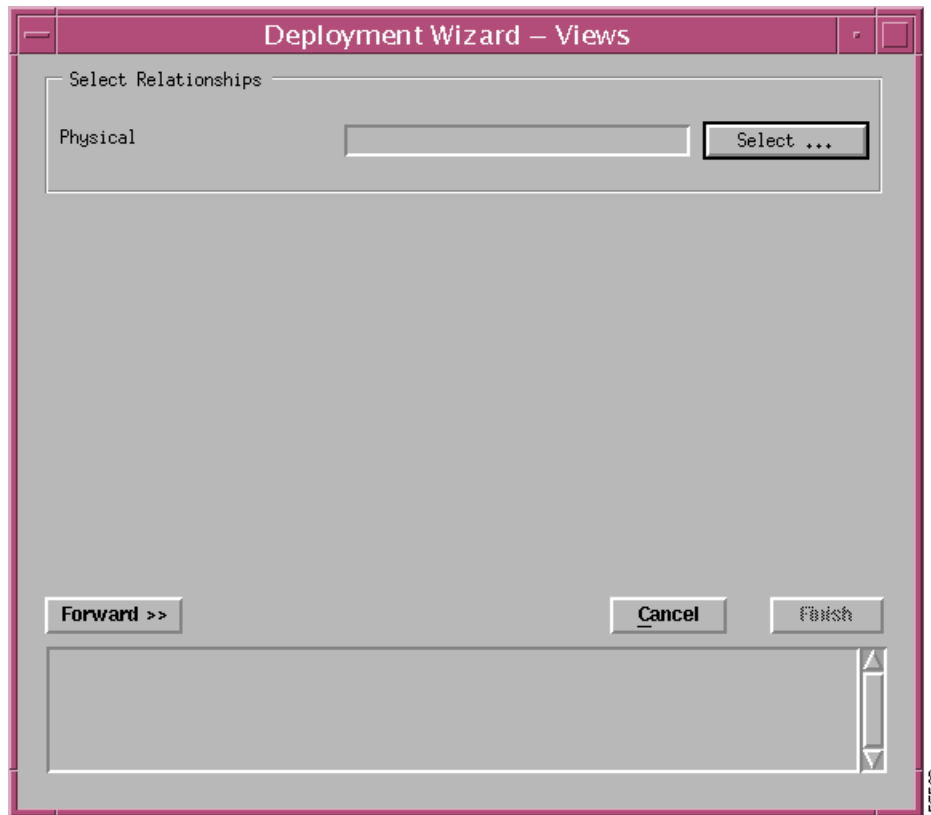 Deployment Wizard – Views
Select Relationships
Physical
Select ...
Forward >>
Cancel
Finish